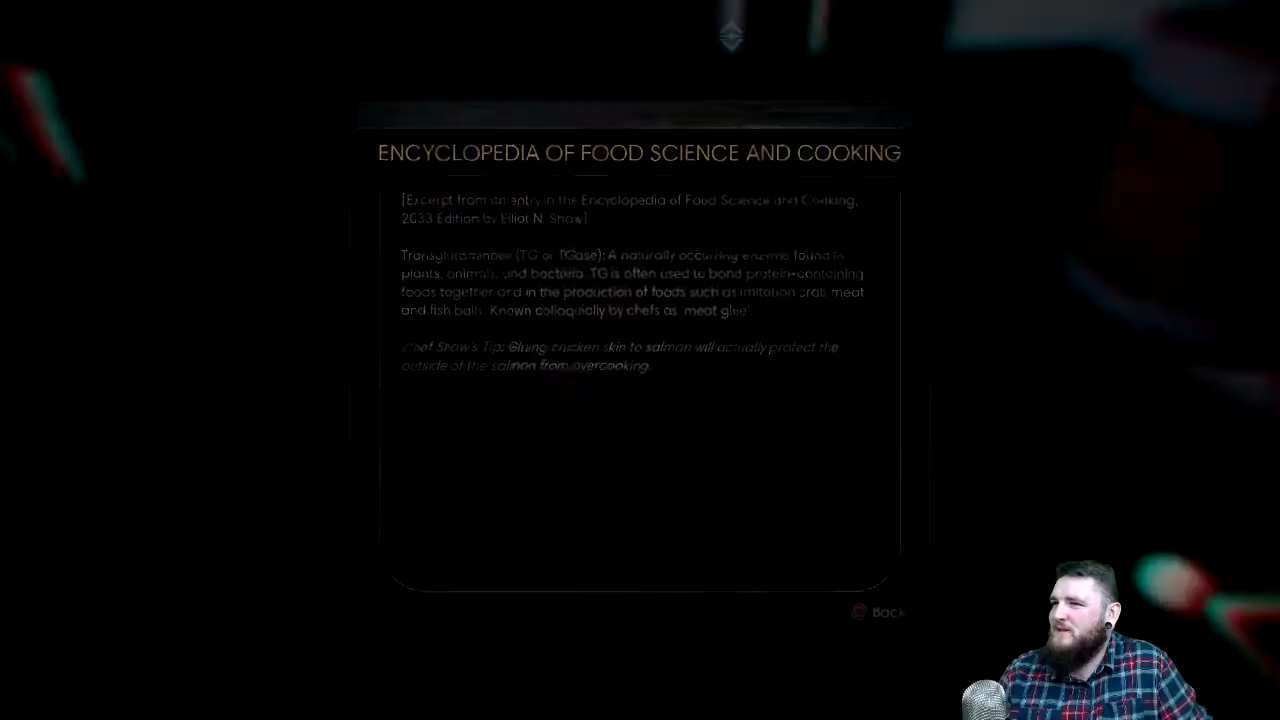 ENCYCLOPEDIA OF FOOD SCIENCE AND COOKING
[Excerpt from an entry in the Encyclopedia of Food Science and Cooking,
2033 Edition by Elliot N. Shaw]
Transglutaminase (TG or TGase): A naturally occurring enzyme found in
plants, animals, and bacteria. TG is often used to bond protein-containing
foods together and in the production of foods such as imitation crab meat
and fish balls. Known colloquially by chefs as 'meat glue'.
Chef Shaw's Tip: Gluing chicken skin to salmon will actually protect the
outside of the salmon from overcooking.
Back